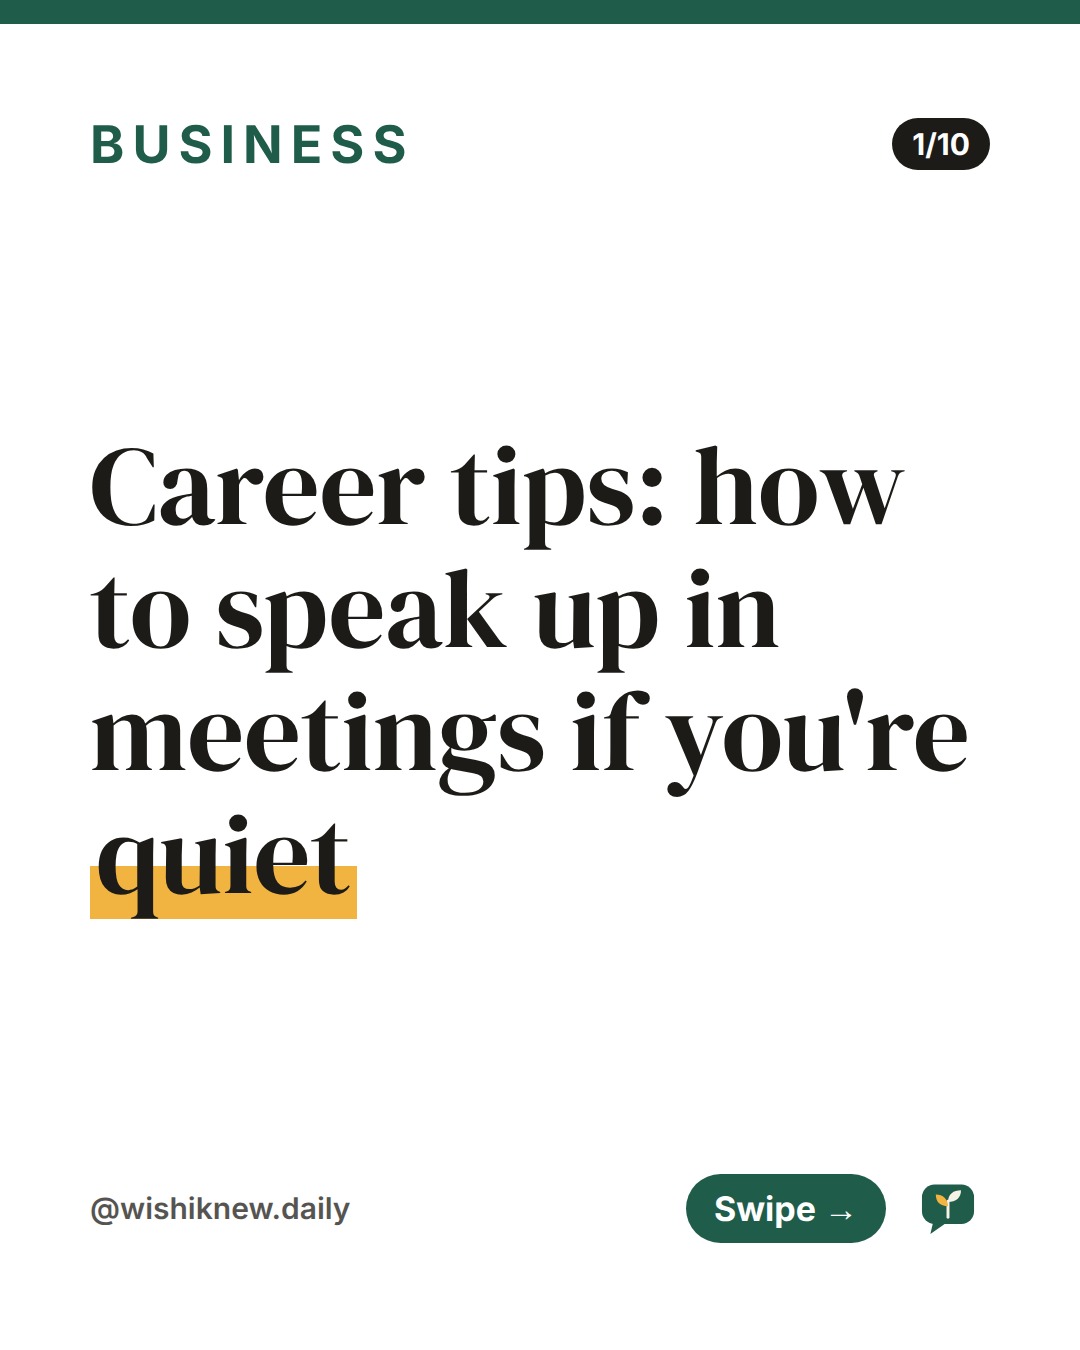 BUSINESS
1/10
Career tips: how
to speak up in
meetings if you're
quiet
@wishiknew.daily
Swipe →